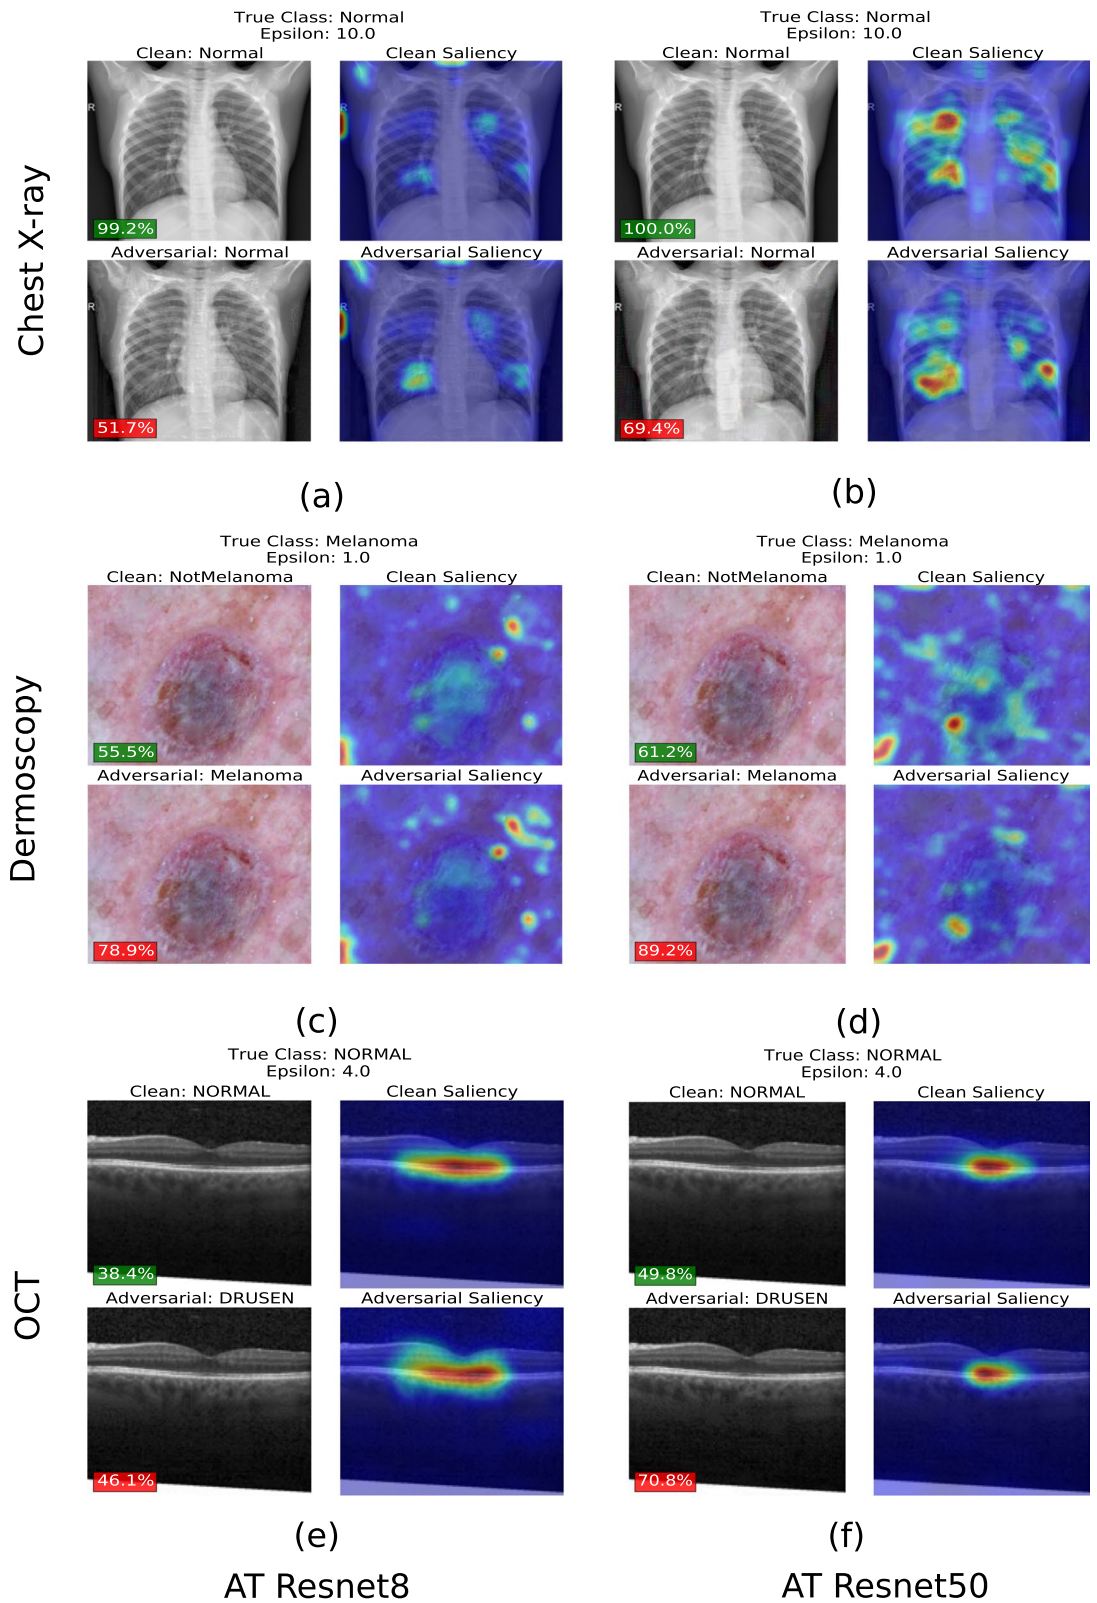 True Class: Normal
Epsilon: 10.0
Clean: Normal
Clean Saliency
R
99.2%
Adversarial: Normal
Adversarial Saliency
R
R
51.7%
(a)
True Class: Normal
Epsilon: 10.0
Clean: Normal
Clean Saliency
R
R
100.0%
Adversarial: Normal
Adversarial Saliency
R
R
69.4%
(b)
Chest X-ray
True Class: Melanoma
Epsilon: 1.0
Clean: NotMelanoma
Clean Saliency
55.5%
Adversarial: Melanoma
Adversarial Saliency
78.9%
(c)
True Class: Melanoma
Epsilon: 1.0
Clean: NotMelanoma
Clean Saliency
61.2%
Adversarial: Melanoma
Adversarial Saliency
89.2%
(d)
Dermoscopy
True Class: NORMAL
Epsilon: 4.0
Clean: NORMAL
Clean Saliency
38.4%
Adversarial: DRUSEN
Adversarial Saliency
46.1%
(e)
True Class: NORMAL
Epsilon: 4.0
Clean: NORMAL
Clean Saliency
49.8%
Adversarial: DRUSEN
Adversarial Saliency
70.8%
(f)
OCT
AT Resnet8
AT Resnet50